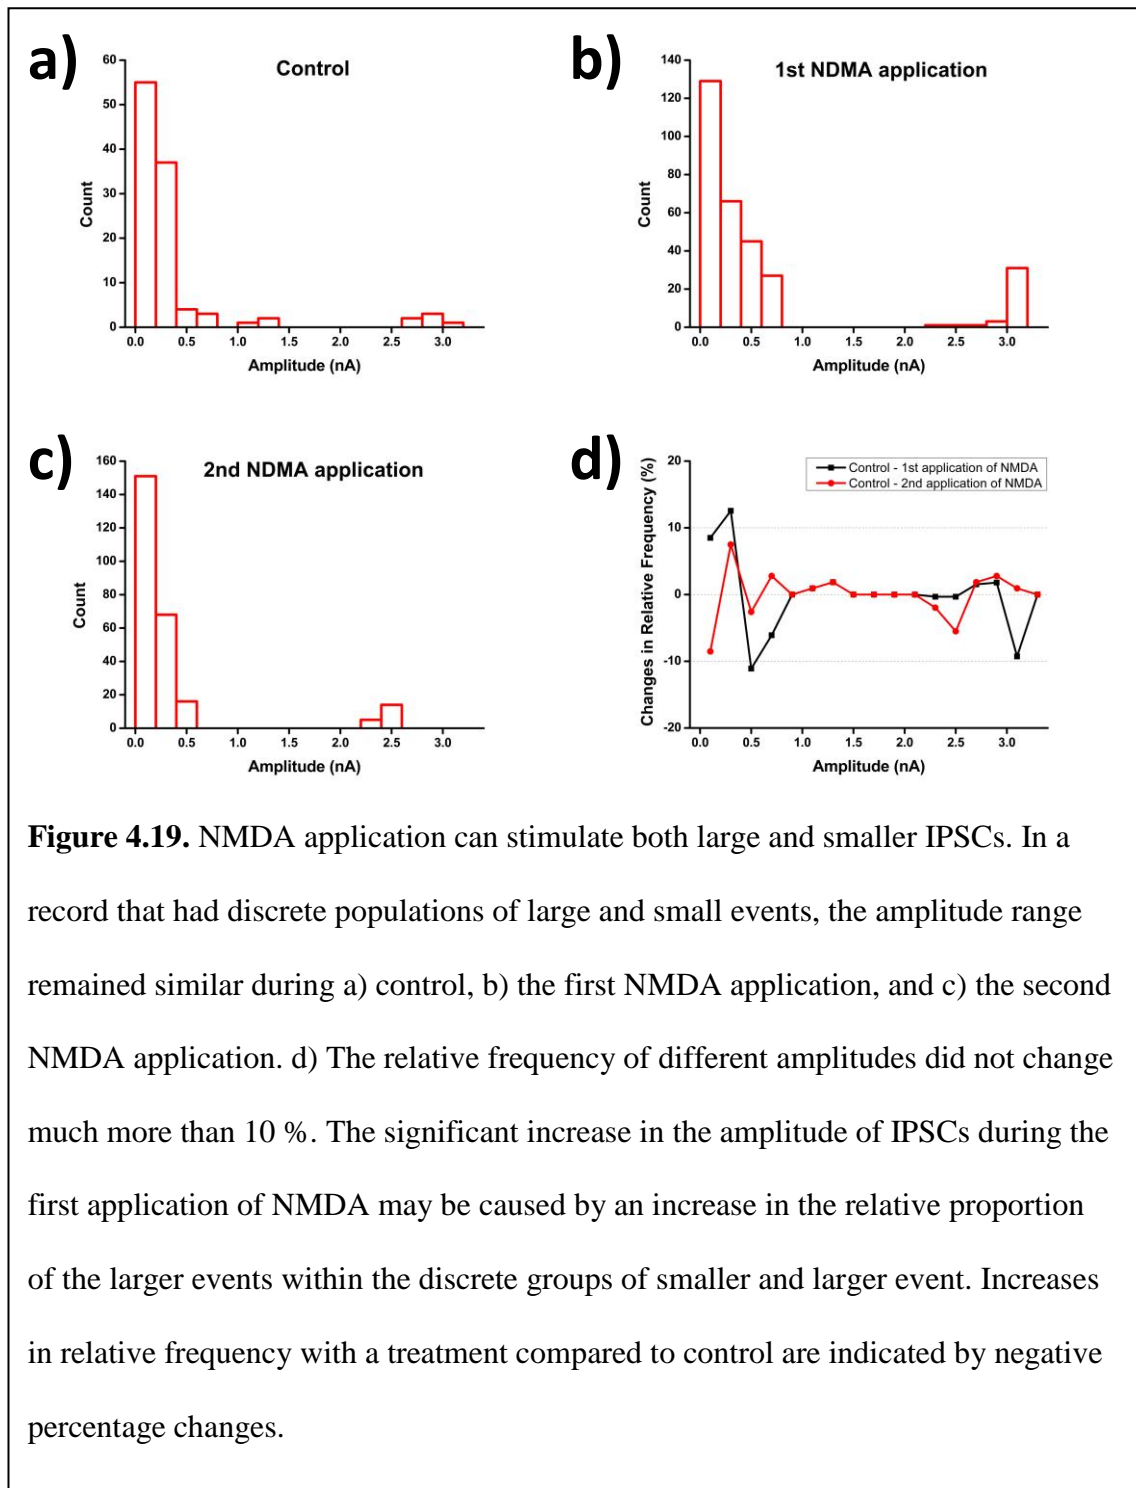 a)
Control
60
50
40
30
20
10
0
Count
0.0 0.5 1.0 1.5 2.0 2.5 3.0
Amplitude (nA)
b)
1st NDMA application
140
120
100
80
60
40
20
0
Count
0.0 0.5 1.0 1.5 2.0 2.5 3.0
Amplitude (nA)
c)
2nd NDMA application
160
140
120
100
80
60
40
20
0
Count
0.0 0.5 1.0 1.5 2.0 2.5 3.0
Amplitude (nA)
d)
Control - 1st application of NMDA
Control - 2nd application of NMDA
20
10
0
-10
-20
Changes in Relative Frequency (%)
0.0 0.5 1.0 1.5 2.0 2.5 3.0
Amplitude (nA)
Figure 4.19. NMDA application can stimulate both large and smaller IPSCs. In a
record that had discrete populations of large and small events, the amplitude range
remained similar during a) control, b) the first NMDA application, and c) the second
NMDA application. d) The relative frequency of different amplitudes did not change
much more than 10 %. The significant increase in the amplitude of IPSCs during the
first application of NMDA may be caused by an increase in the relative proportion
of the larger events within the discrete groups of smaller and larger event. Increases
in relative frequency with a treatment compared to control are indicated by negative
percentage changes.